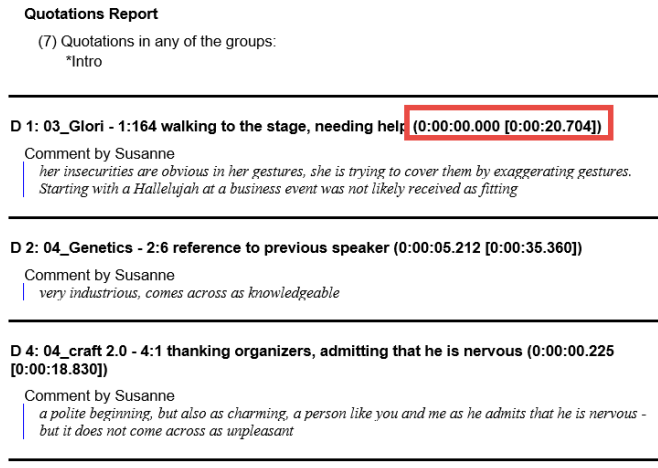 Quotations Report
(7) Quotations in any of the groups:
*Intro
D 1: 03_Glori - 1:164 walking to the stage, needing help (0:00:00.000 [0:00:20.704])
Comment by Susanne
her insecurities are obvious in her gestures, she is trying to cover them by exaggerating gestures.
Starting with a Hallelujah at a business event was not likely received as fitting
D 2: 04_Genetics - 2:6 reference to previous speaker (0:00:05.212 [0:00:35.360])
Comment by Susanne
very industrious, comes across as knowledgeable
D 4: 04_craft 2.0 - 4:1 thanking organizers, admitting that he is nervous (0:00:00.225
[0:00:18.830])
Comment by Susanne
a polite beginning, but also as charming, a person like you and me as he admits that he is nervous -
but it does not come across as unpleasant